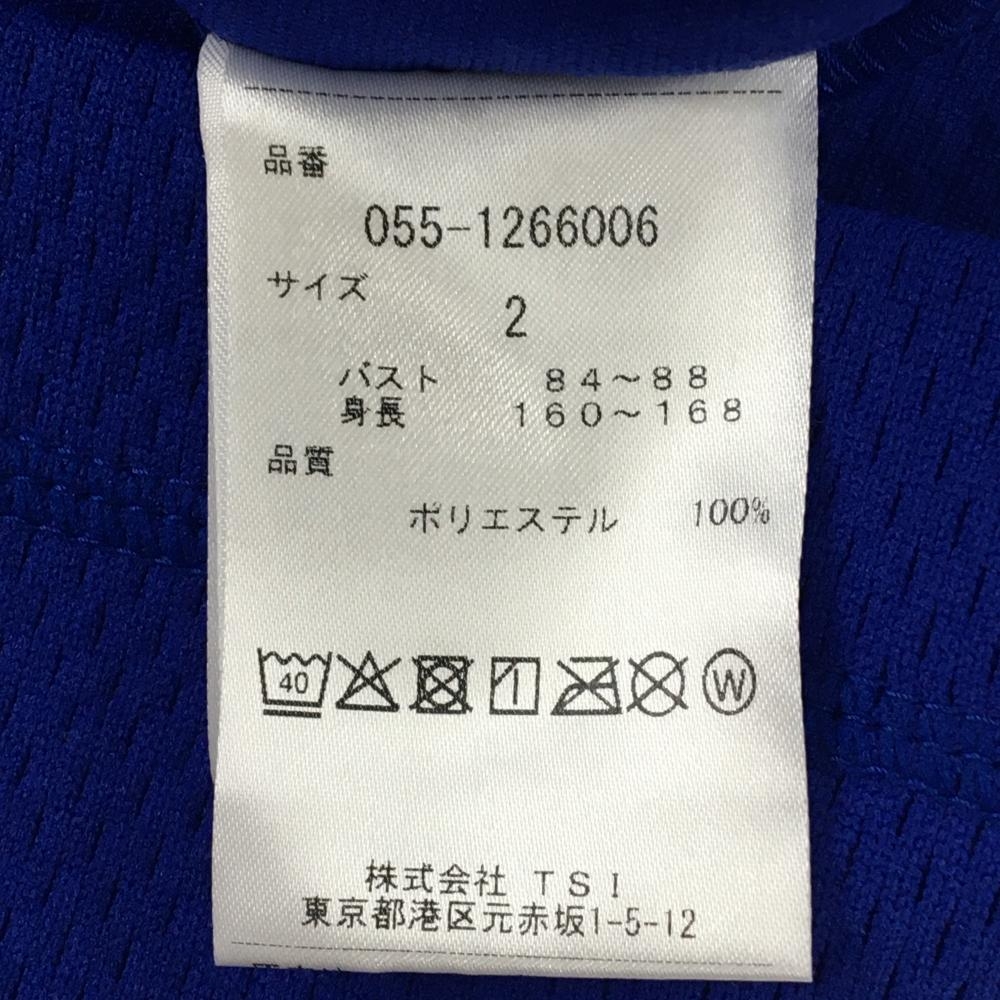 品番
055-1266006
サイズ
2
バスト 84～88
身長 160～168
品質
ポリエステル 100%
40
W
株式会社 TSI
東京都港区元赤坂1-5-12